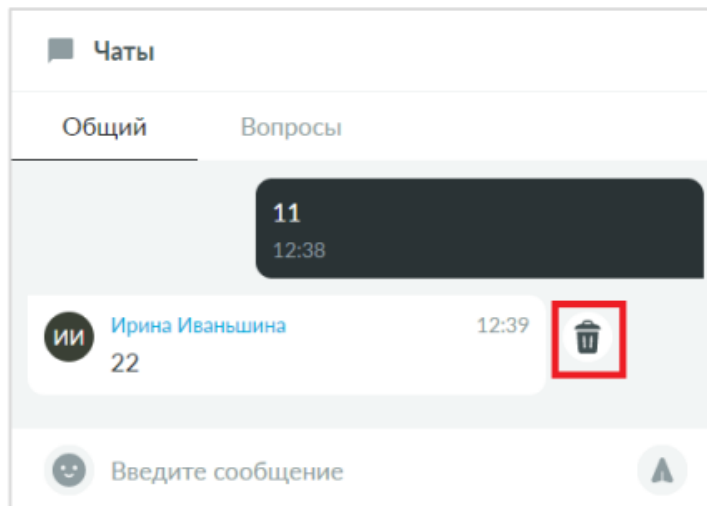 Чаты
Общий Вопросы
11
12:38
ИИ Ирина Иваньшина 12:39
22
Введите сообщение